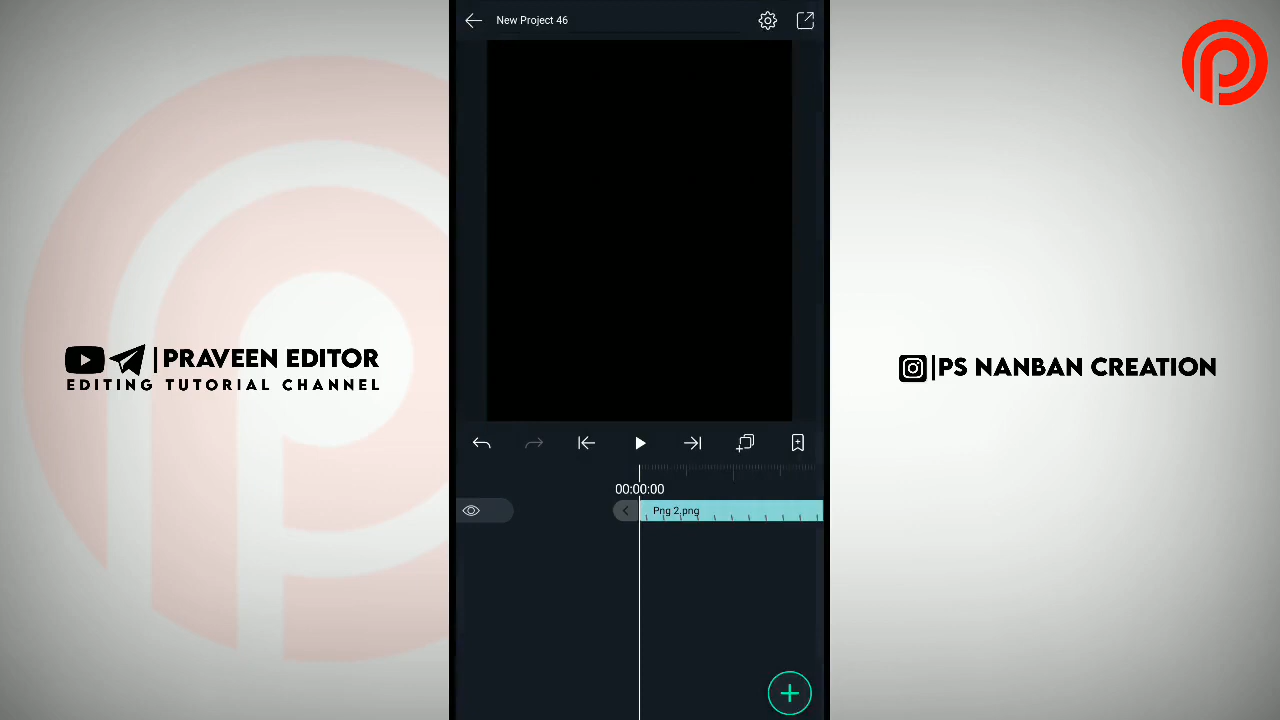 New Project 46
|PRAVEEN EDITOR
EDITING TUTORIAL CHANNEL
|PS NANBAN CREATION
00:00:00
Png 2.png